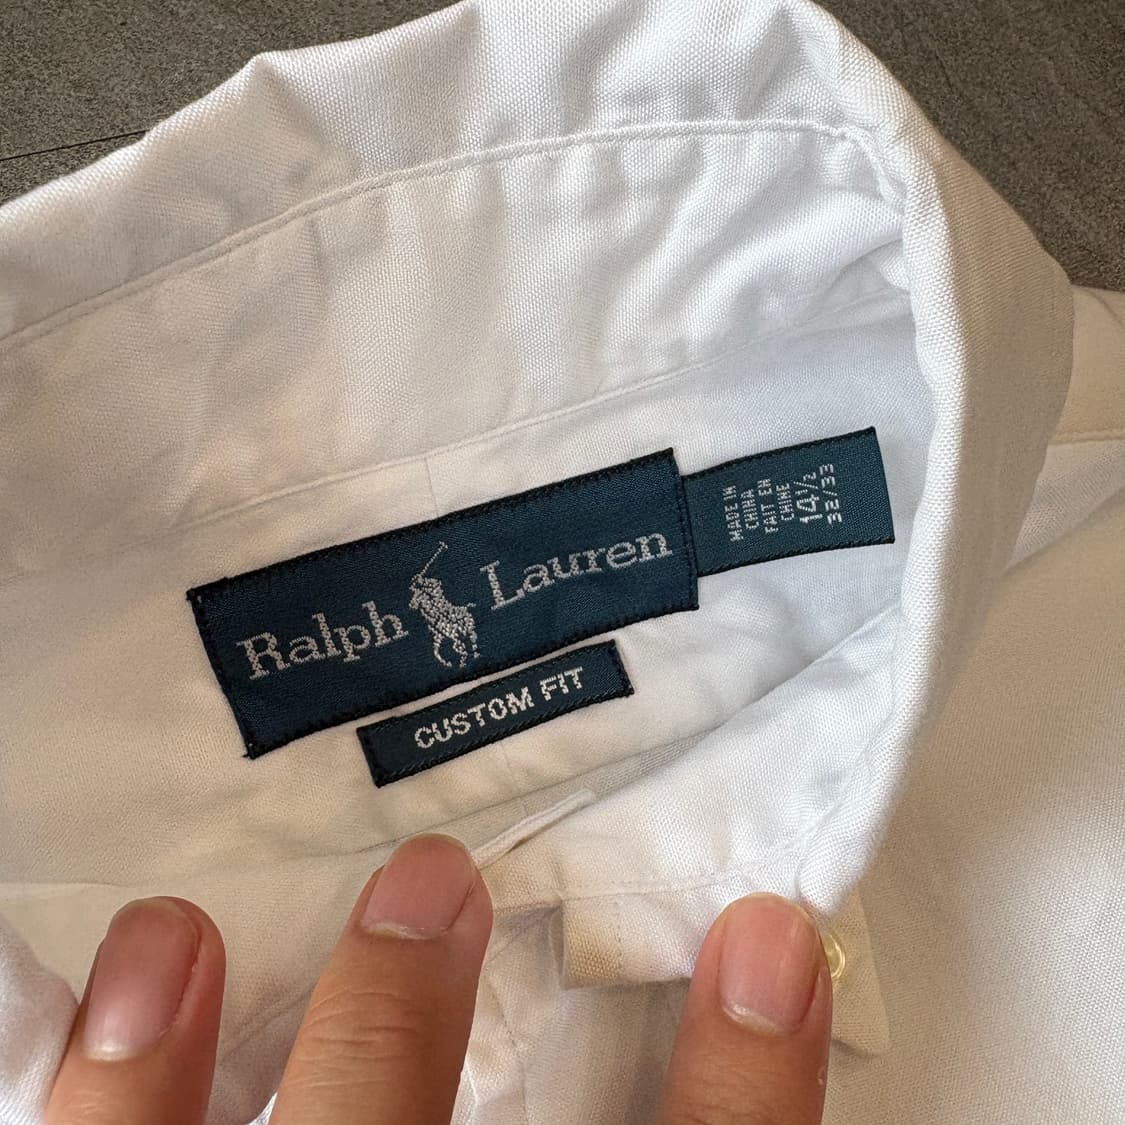 Ralph Lauren
CUSTOM FIT
MADE IN
CHINA
FAIT EN
CHINE
14½
32/33